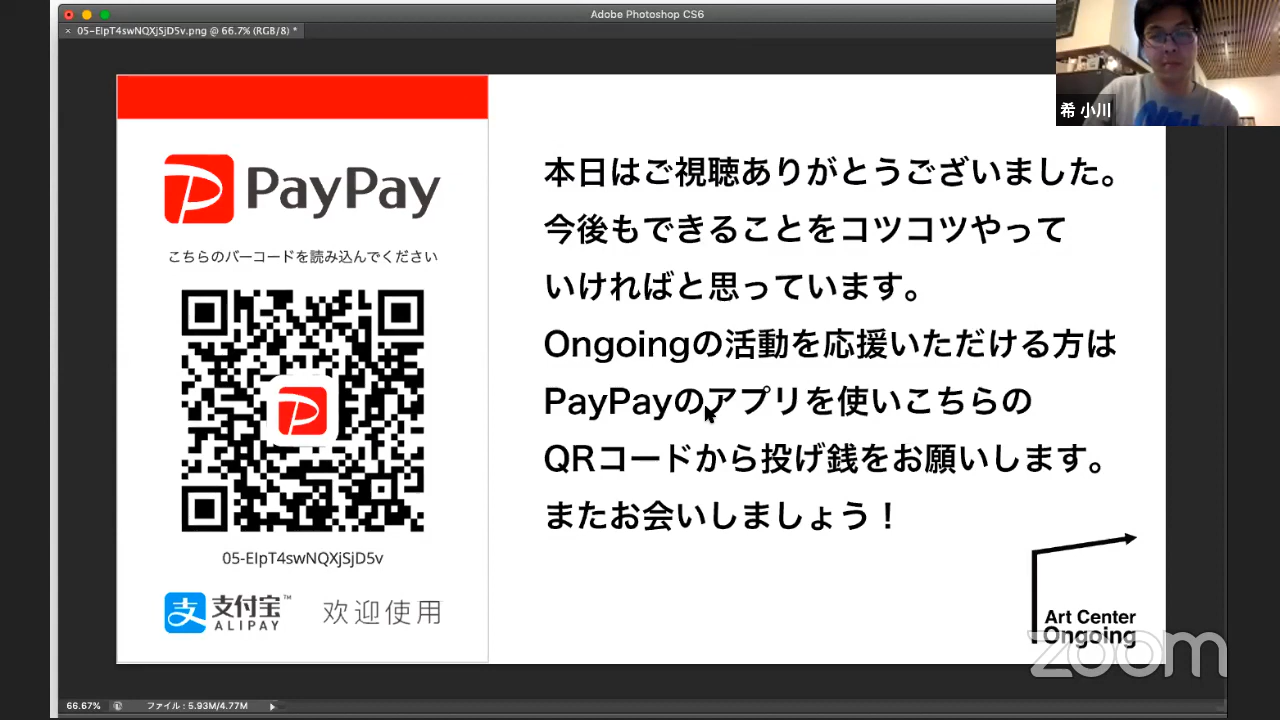 Adobe Photoshop CS6
× 05-EIpT4swNQXjSjD5v.png @ 66.7% (RGB/8) *
希 小川
PayPay
こちらのバーコードを読み込んでください
05-EIpT4swNQXjSjD5v
支付宝™
ALIPAY
欢迎使用
本日はご視聴ありがとうございました。
今後もできることをコツコツやって
いければと思っています。
Ongoingの活動を応援いただける方は
PayPayのアプリを使いこちらの
QRコードから投げ銭をお願いします。
またお会いしましょう！
Art Center
Ongoing
zoom
66.67%
ファイル : 5.93M/4.77M